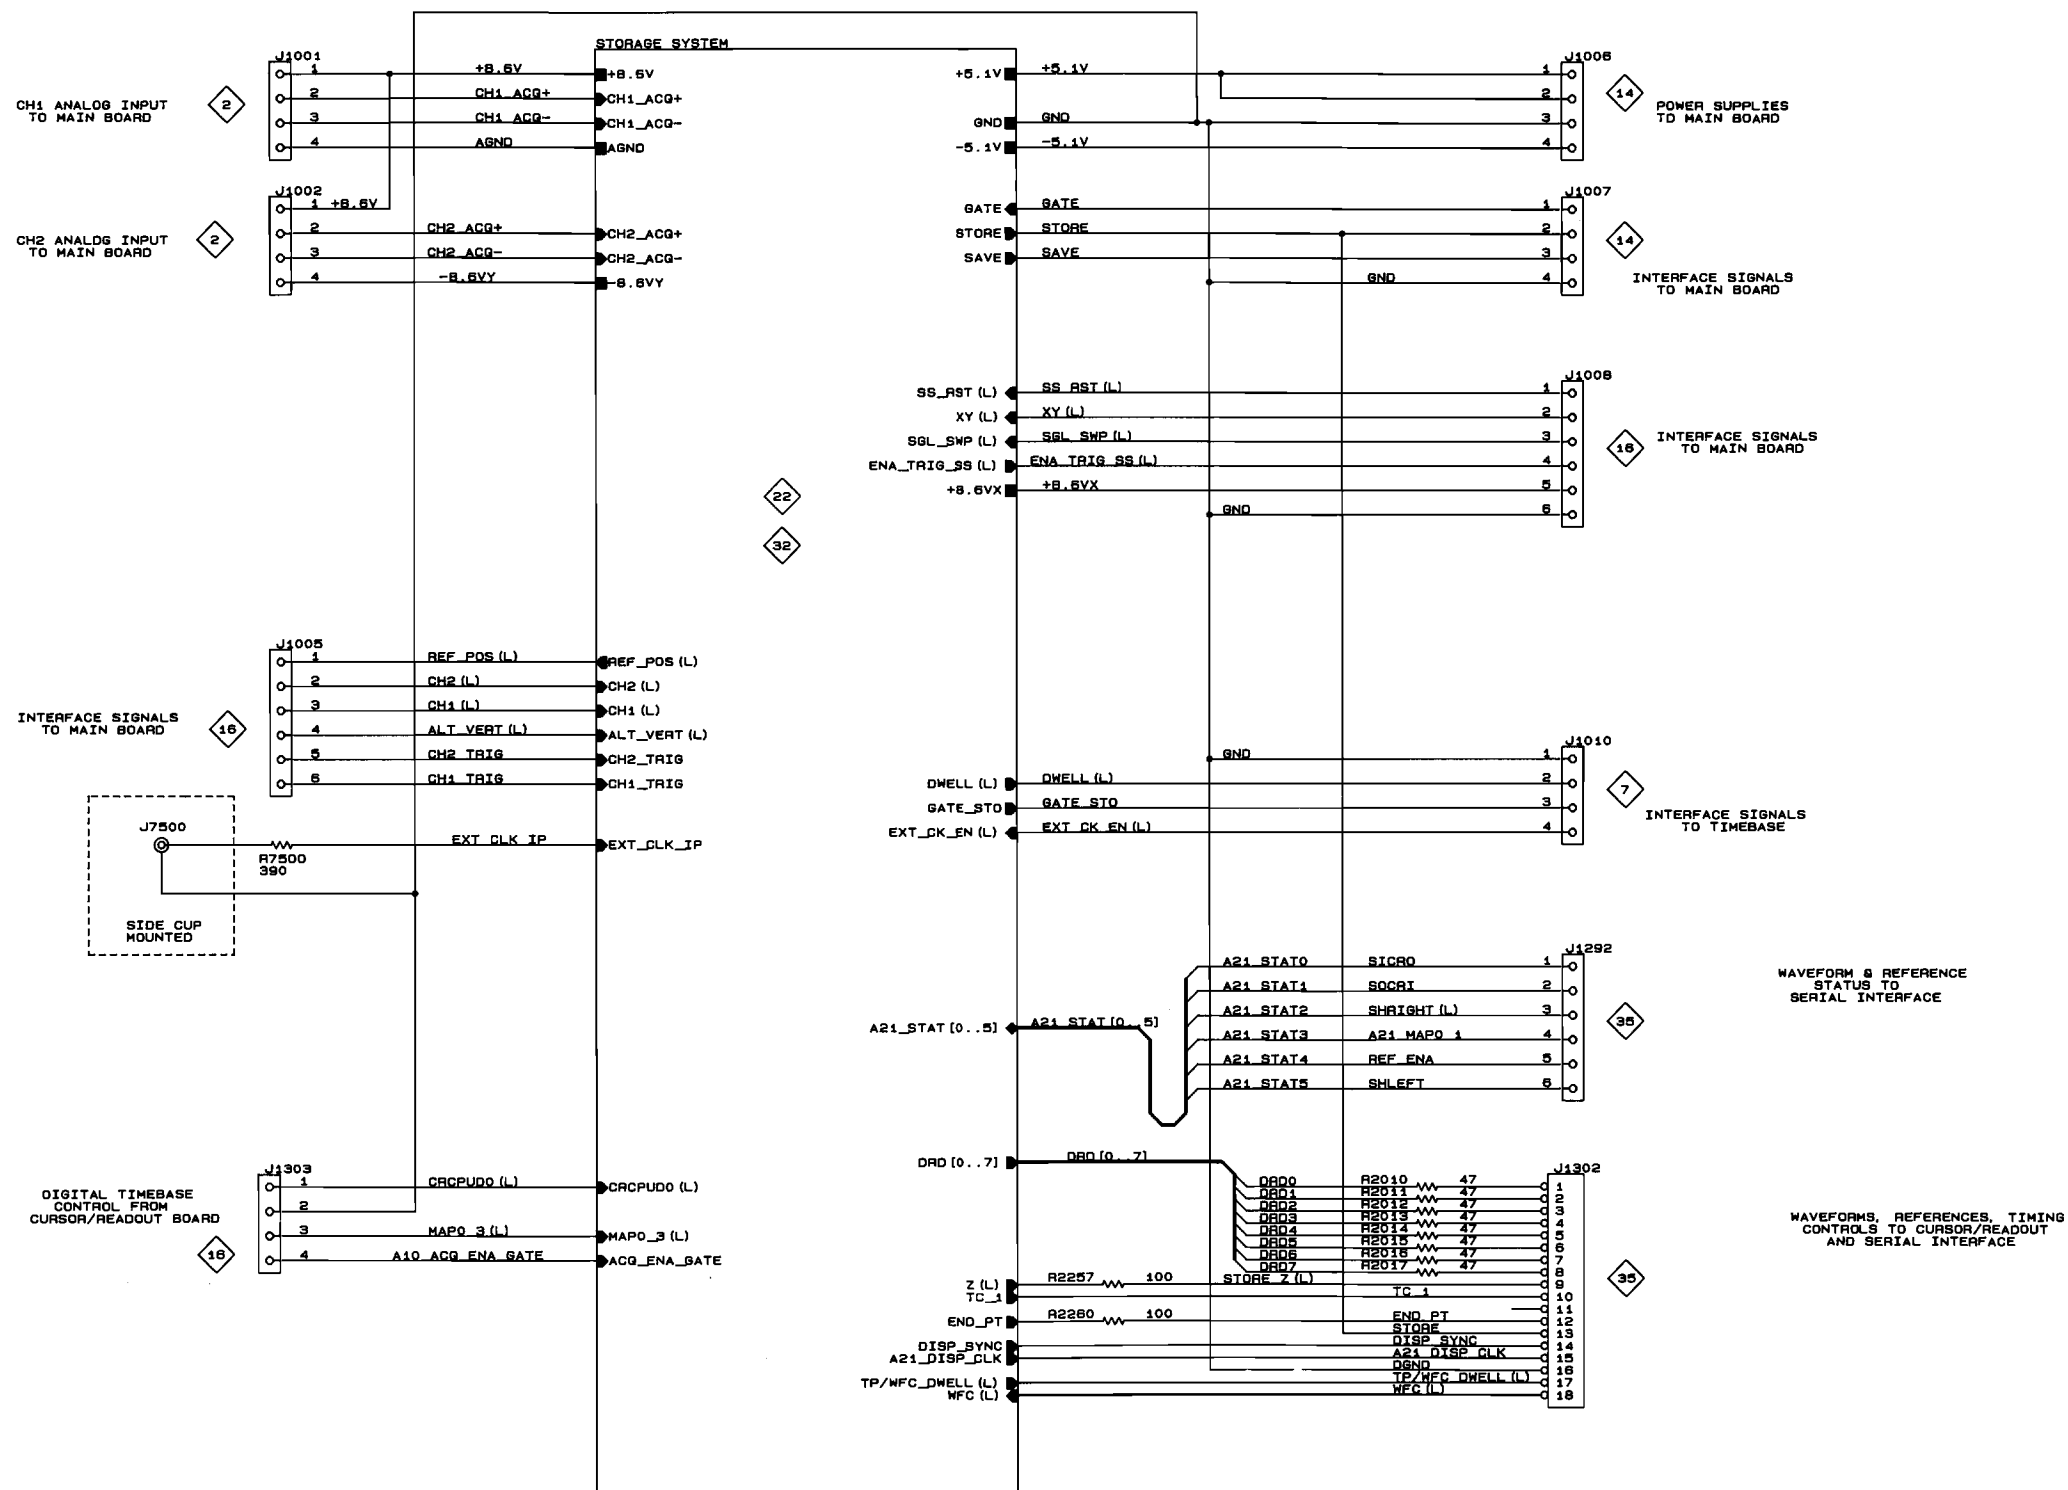 STORAGE SYSTEM
J1001
1 +8.6V +8.6V
2 CH1_ACQ+ CH1_ACQ+
3 CH1_ACQ- CH1_ACQ-
4 AGND AGND
CH1 ANALOG INPUT
TO MAIN BOARD
2
J1002
1 +8.6V
2 CH2_ACQ+ CH2_ACQ+
3 CH2_ACQ- CH2_ACQ-
4 -8.6VY -8.6VY
CH2 ANALOG INPUT
TO MAIN BOARD
2
22
32
J1005
1 REF_POS(L) REF_POS(L)
2 CH2(L) CH2(L)
3 CH1(L) CH1(L)
4 ALT_VERT(L) ALT_VERT(L)
5 CH2_TRIG CH2_TRIG
6 CH1_TRIG CH1_TRIG
INTERFACE SIGNALS
TO MAIN BOARD
16
J7500
R7500
390
EXT_CLK_IP EXT_CLK_IP
SIDE CUP
MOUNTED
J1303
1 CRCPUDO(L) CRCPUDO(L)
2
3 MAP0_3(L) MAP0_3(L)
4 A10_ACQ_ENA_GATE ACQ_ENA_GATE
DIGITAL TIMEBASE
CONTROL FROM
CURSOR/READOUT BOARD
16
J1006
+5.1V +5.1V 1
2
GND GND 3
-5.1V -5.1V 4
14
POWER SUPPLIES
TO MAIN BOARD
J1007
GATE GATE 1
STORE STORE 2
SAVE SAVE 3
GND 4
14
INTERFACE SIGNALS
TO MAIN BOARD
J1008
SS_RST(L) SS_RST(L) 1
XY(L) XY(L) 2
SGL_SWP(L) SGL_SWP(L) 3
ENA_TRIG_SS(L) ENA_TRIG_SS(L) 4
+8.6VX +8.6VX 5
GND 6
16
INTERFACE SIGNALS
TO MAIN BOARD
J1010
GND 1
DWELL(L) DWELL(L) 2
GATE_STO GATE_STO 3
EXT_CK_EN(L) EXT_CK_EN(L) 4
7
INTERFACE SIGNALS
TO TIMEBASE
J1292
A21_STAT[0..5] A21_STAT[0..5]
A21_STAT0 SICRO 1
A21_STAT1 SOCRI 2
A21_STAT2 SHRIGHT(L) 3
A21_STAT3 A21_MAP0_1 4
A21_STAT4 REF_ENA 5
A21_STAT5 SHLEFT 6
WAVEFORM & REFERENCE
STATUS TO
SERIAL INTERFACE
35
J1302
DRD[0..7] DRD[0..7]
DRD0 R2010 47 1
DRD1 R2011 47 2
DRD2 R2012 47 3
DRD3 R2013 47 4
DRD4 R2014 47 5
DRD5 R2015 47 6
DRD6 R2016 47 7
DRD7 R2017 47 8
Z(L) R2257 100 STORE_Z(L) 9
TC_1 TC_1 10
11
END_PT R2260 100 END_PT 12
STORE 13
DISP_SYNC DISP_SYNC 14
A21_DISP_CLK A21_DISP_CLK 15
DGND 16
TP/WFC_DWELL(L) TP/WFC_DWELL(L) 17
WFC(L) WFC(L) 18
WAVEFORMS, REFERENCES, TIMING
CONTROLS TO CURSOR/READOUT
AND SERIAL INTERFACE
35